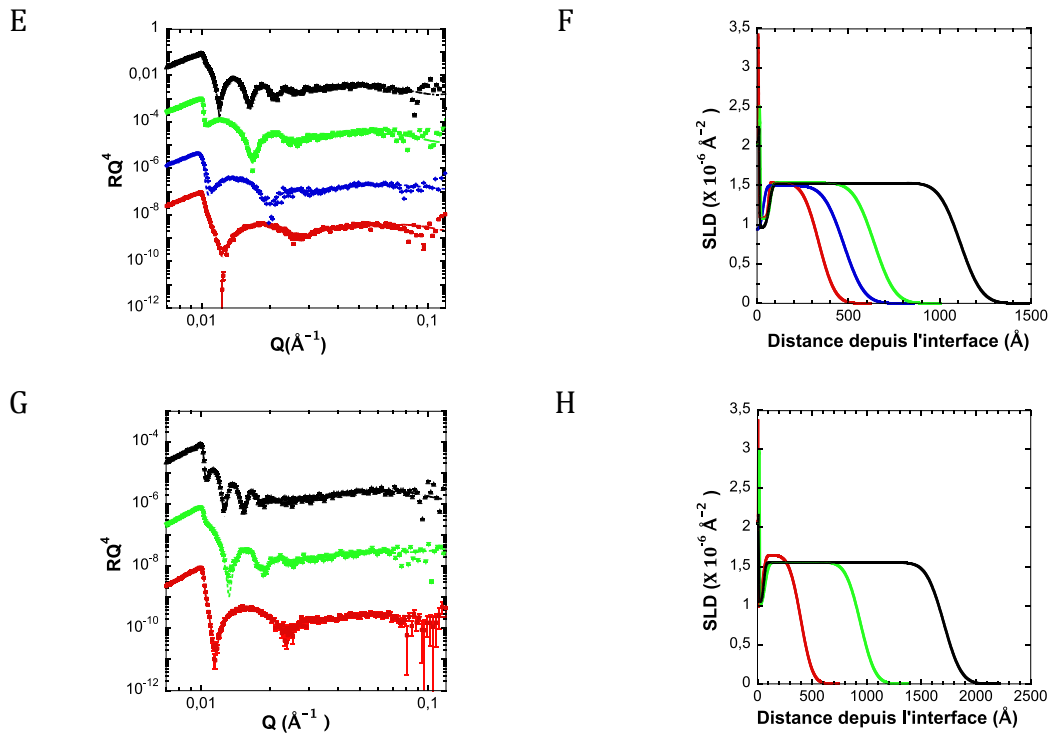 E
1
0,01
10⁻⁴
10⁻⁶
10⁻⁸
10⁻¹⁰
10⁻¹²
RQ⁴
0,01 0,1
Q(Å⁻¹)
F
3,5
3
2,5
2
1,5
1
0,5
0
SLD (X 10⁻⁶ Å⁻²)
0 500 1000 1500
Distance depuis l'interface (Å)
G
10⁻⁴
10⁻⁶
10⁻⁸
10⁻¹⁰
10⁻¹²
RQ⁴
0,01 0,1
Q (Å⁻¹ )
H
3,5
3
2,5
2
1,5
1
0,5
0
SLD (X 10⁻⁶ Å⁻² )
0 500 1000 1500 2000 2500
Distance depuis l'interface (Å)